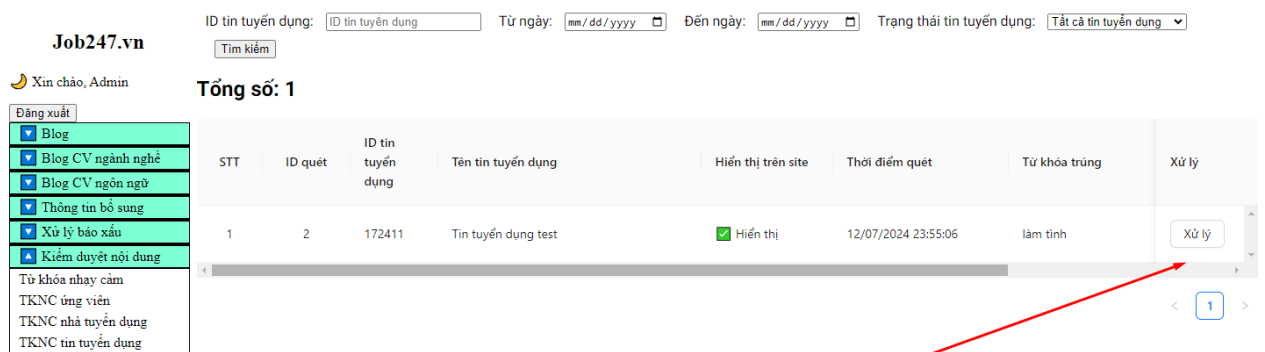 ID tin tuyển dụng: ID tin tuyển dụng Từ ngày: mm/dd/yyyy Đến ngày: mm/dd/yyyy Trạng thái tin tuyển dụng: Tất cả tin tuyển dụng
Tìm kiếm
Job247.vn
🌙 Xin chào, Admin
Đăng xuất
Blog
Blog CV ngành nghề
Blog CV ngôn ngữ
Thông tin bổ sung
Xử lý báo xấu
Kiểm duyệt nội dung
Từ khóa nhạy cảm
TKNC ứng viên
TKNC nhà tuyển dụng
TKNC tin tuyển dụng
Tổng số: 1
STT ID quét ID tin tuyển dụng Tên tin tuyển dụng Hiển thị trên site Thời điểm quét Từ khóa trúng Xử lý
1 2 172411 Tin tuyển dụng test ✅ Hiển thị 12/07/2024 23:55:06 làm tình Xử lý
< 1 >